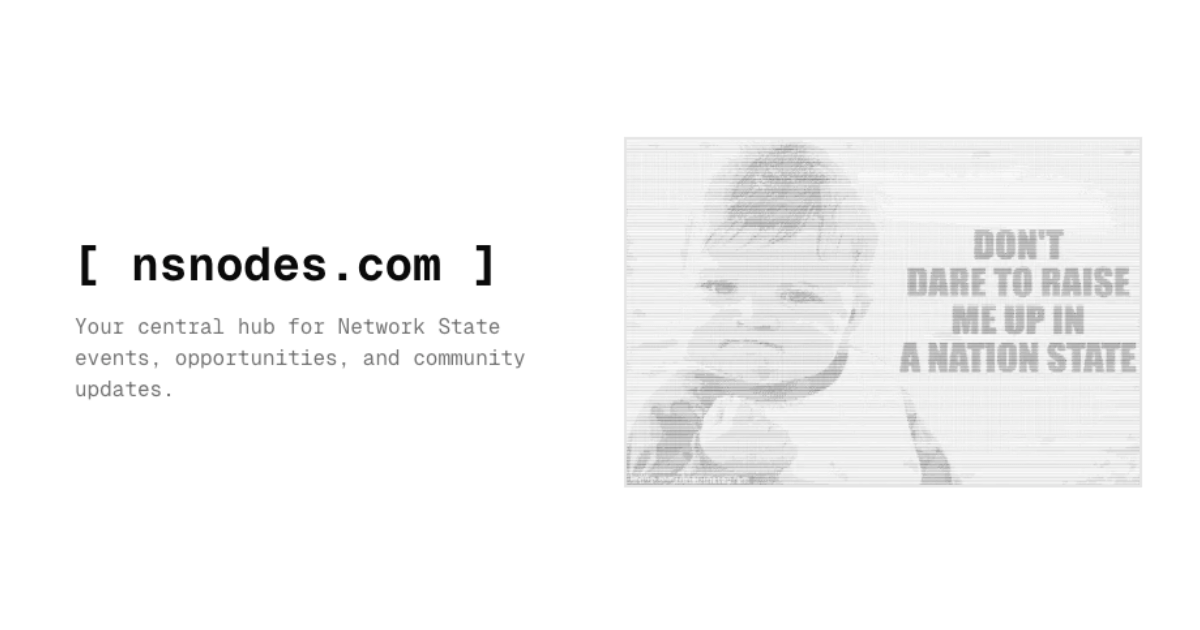 [ nsnodes.com ]
Your central hub for Network State
events, opportunities, and community
updates.
DON'T
DARE TO RAISE
ME UP IN
A NATION STATE